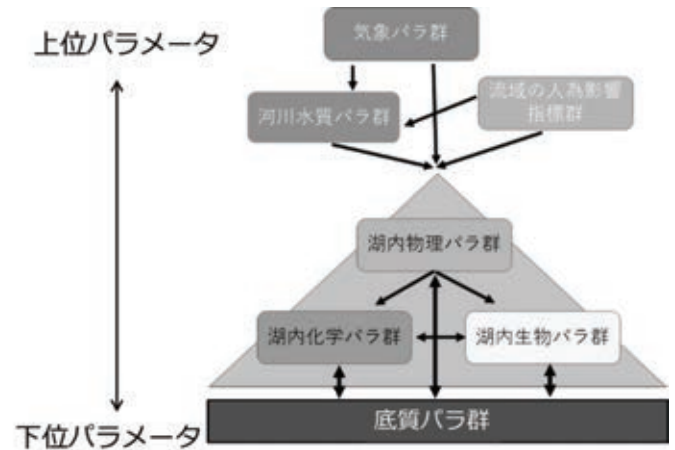 上位パラメータ
気象パラ群
河川水質パラ群
流域の人為影響
指標群
湖内物理パラ群
湖内化学パラ群
湖内生物パラ群
底質パラ群
下位パラメータ